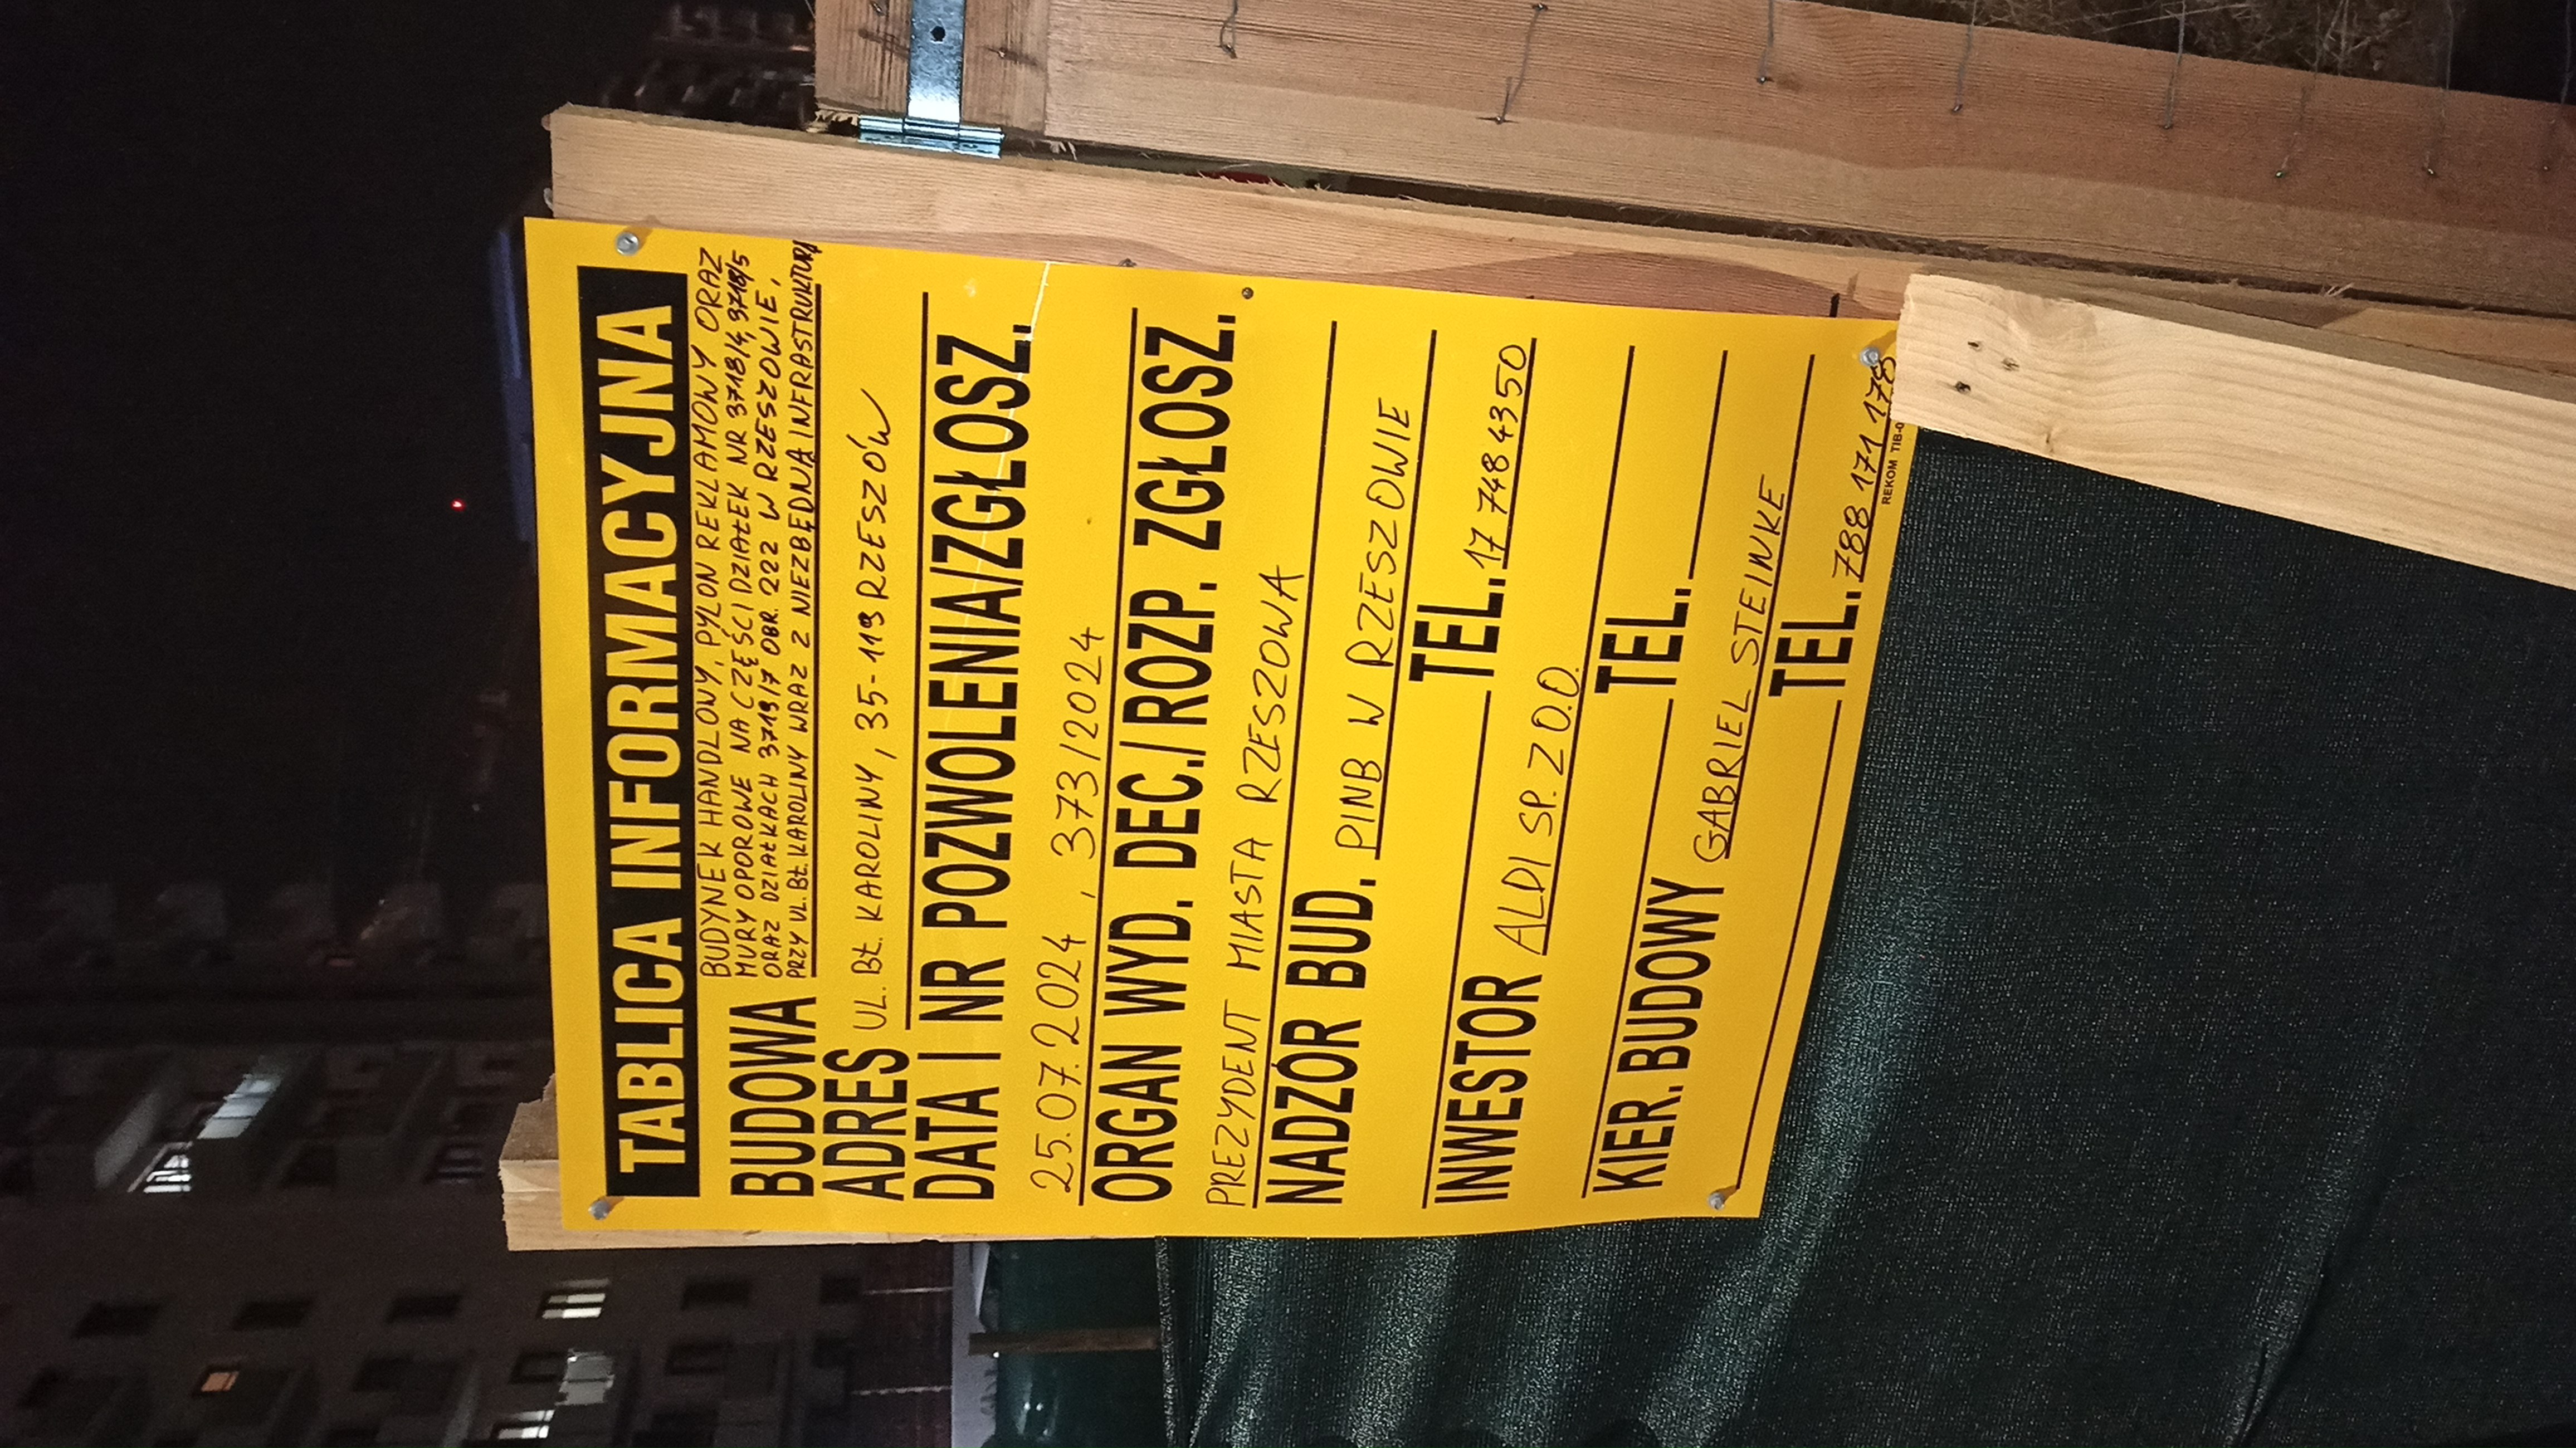 TABLICA INFORMACYJNA
BUDOWA BUDYNEK HANDLOWY, PYLON REKLAMOWY ORAZ
MURY OPOROWE NA CZĘŚCI DZIAŁEK NR 3718/4, 3718/5
ORAZ DZIAŁKACH 3719/7 OBR. 222 W RZESZOWIE,
PRZY UL. BŁ. KAROLINY WRAZ Z NIEZBĘDNĄ INFRASTRUKTURĄ
ADRES UL. BŁ. KAROLINY, 35-119 RZESZÓW
DATA I NR POZWOLENIA/ZGŁOSZ.
25.07.2024, 373/2024
ORGAN WYD. DEC./ROZP. ZGŁOSZ.
PREZYDENT MIASTA RZESZOWA
NADZÓR BUD. PINB W RZESZOWIE
TEL. 17 748 43 50
INWESTOR ALDI SP. Z O.O.
TEL.
KIER. BUDOWY GABRIEL STEINKE
TEL. 788 171 178
REKOM